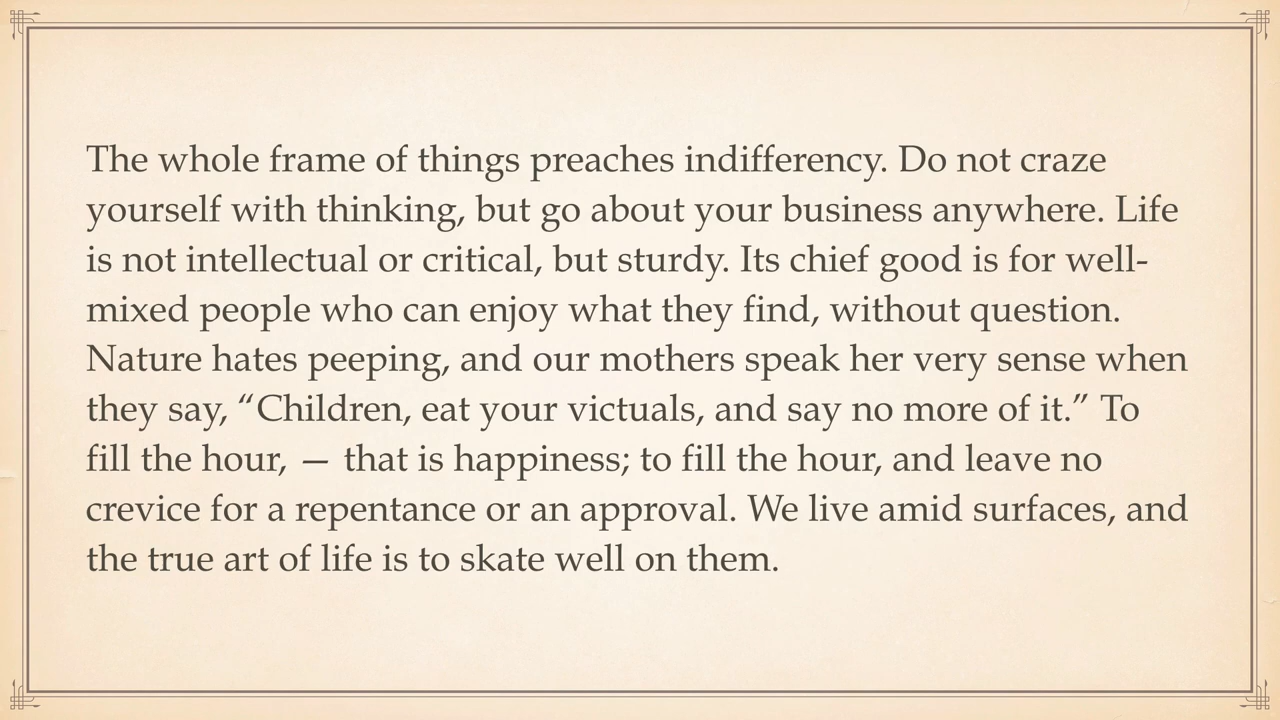 The whole frame of things preaches indifferency. Do not craze
yourself with thinking, but go about your business anywhere. Life
is not intellectual or critical, but sturdy. Its chief good is for well-
mixed people who can enjoy what they find, without question.
Nature hates peeping, and our mothers speak her very sense when
they say, “Children, eat your victuals, and say no more of it.” To
fill the hour, — that is happiness; to fill the hour, and leave no
crevice for a repentance or an approval. We live amid surfaces, and
the true art of life is to skate well on them.